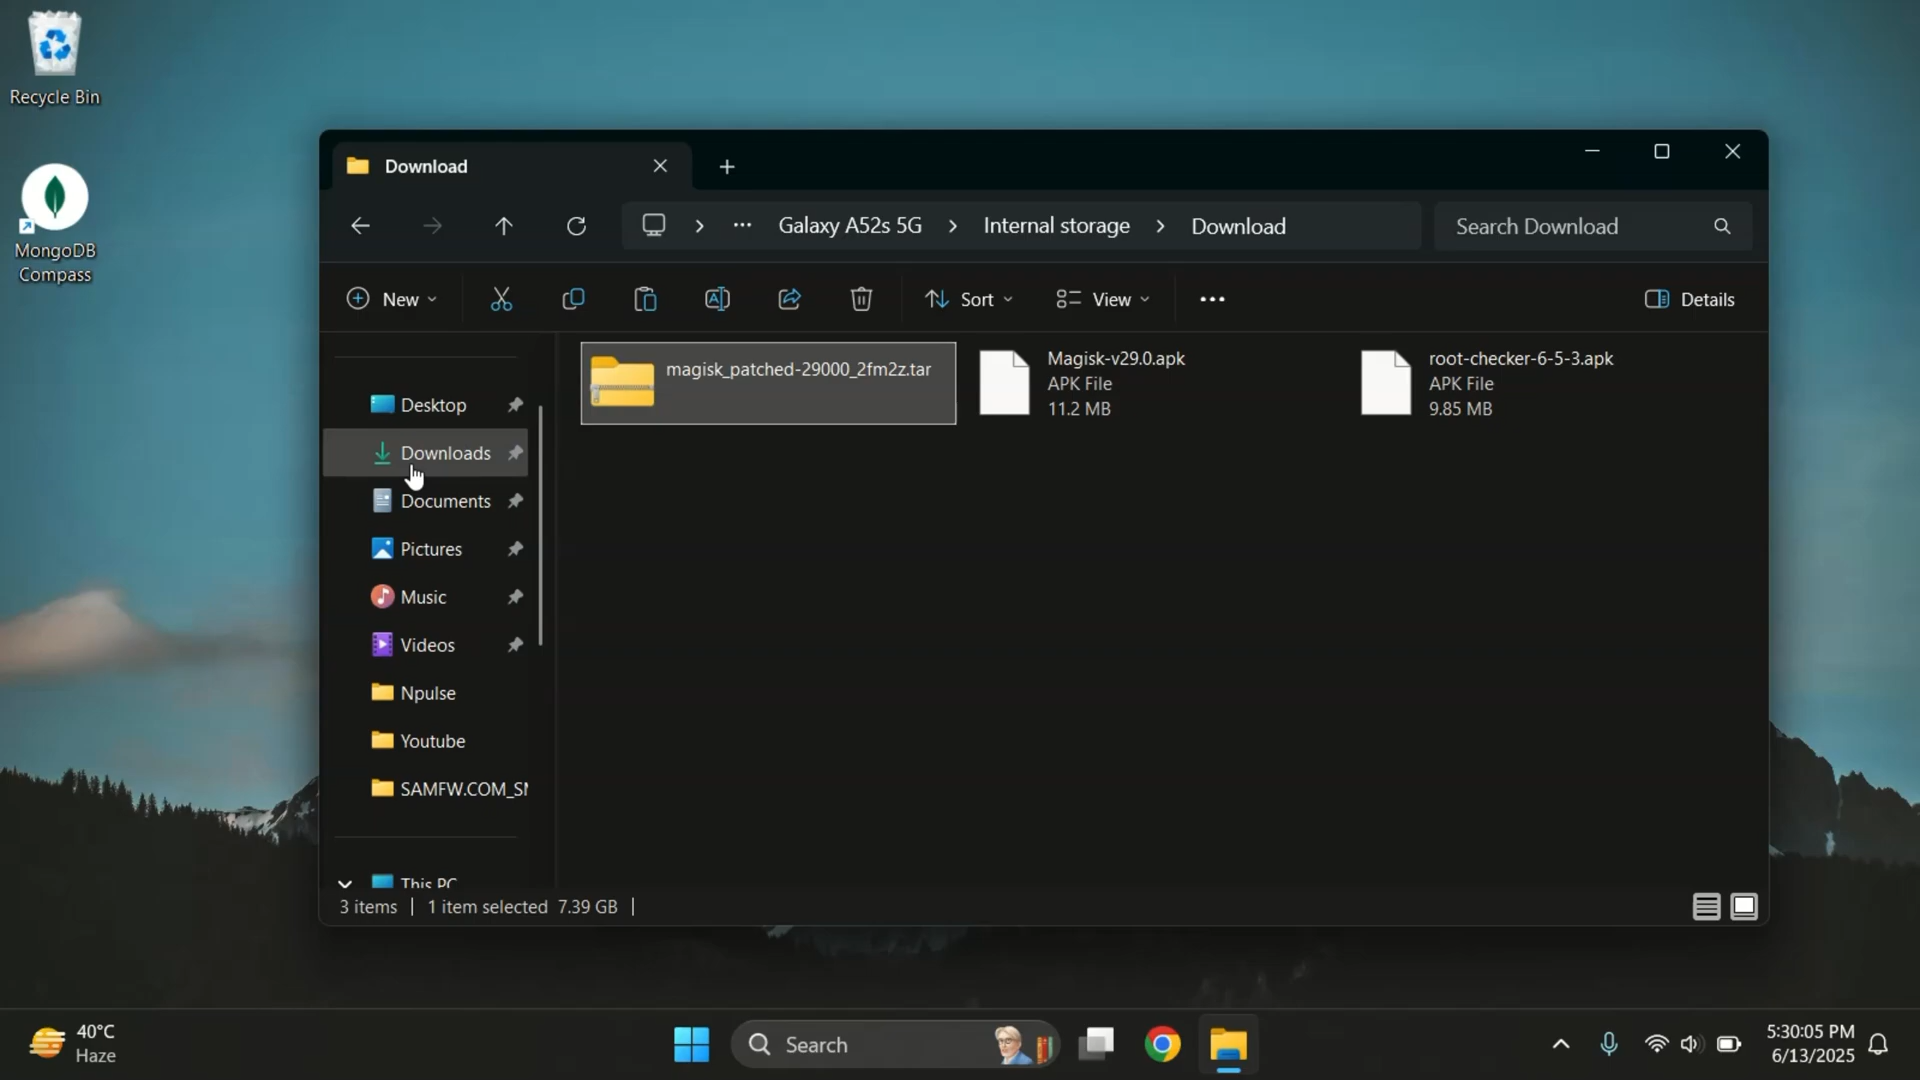 Recycle Bin
MongoDB
Compass
Download
Galaxy A52s 5G
Internal storage
Download
Search Download
New
Sort
View
Details
Desktop
Downloads
Documents
Pictures
Music
Videos
Npulse
Youtube
SAMFW.COM_SM
This PC
magisk_patched-29000_2fm2z.tar
Magisk-v29.0.apk
APK File
11.2 MB
root-checker-6-5-3.apk
APK File
9.85 MB
3 items
1 item selected 7.39 GB
40°C
Haze
Search
5:30:05 PM
6/13/2025